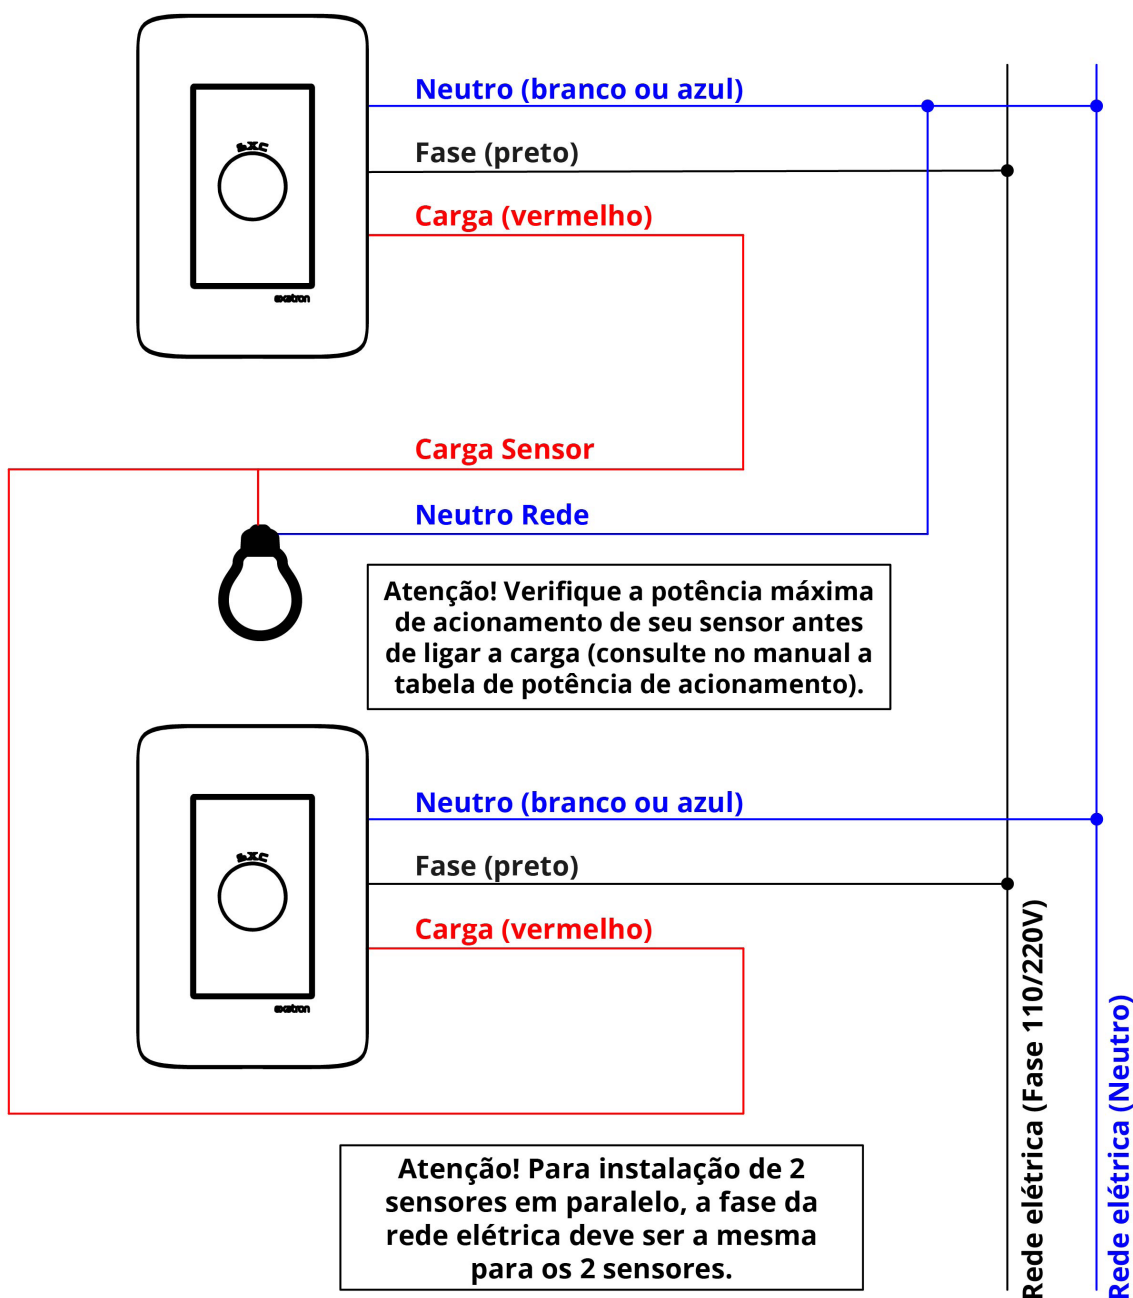 Neutro (branco ou azul)
Fase (preto)
Carga (vermelho)
exatron
Carga Sensor
Neutro Rede
Atenção! Verifique a potência máxima
de acionamento de seu sensor antes
de ligar a carga (consulte no manual a
tabela de potência de acionamento).
Neutro (branco ou azul)
Fase (preto)
Carga (vermelho)
exatron
Rede elétrica (Fase 110/220V)
Rede elétrica (Neutro)
Atenção! Para instalação de 2
sensores em paralelo, a fase da
rede elétrica deve ser a mesma
para os 2 sensores.